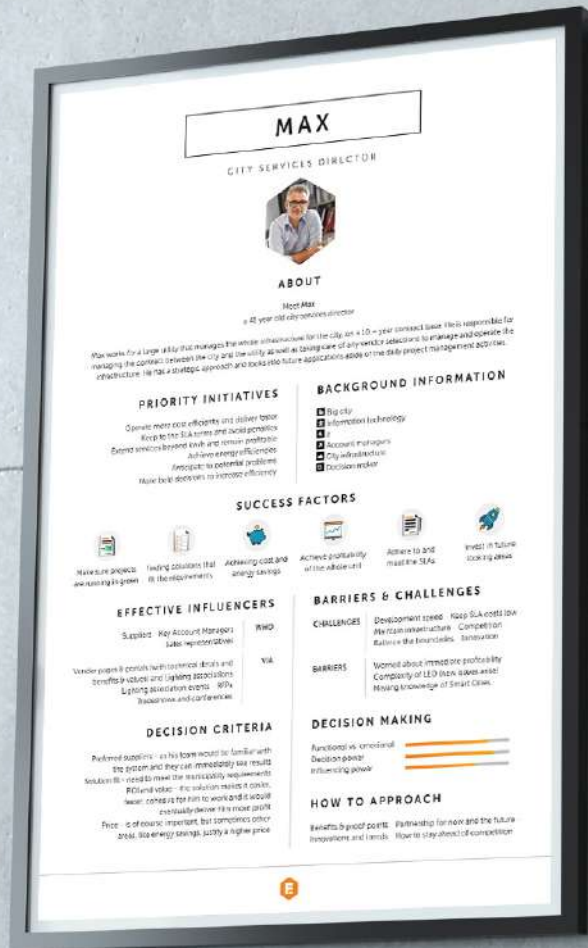 MAX
CITY SERVICES DIRECTOR
ABOUT
Meet Max
a 48 year old city services director
Max works for a large utility that manages the whole infrastructure for the city, on a 10 + year contract base. He is responsible for
managing the contract between the city and the utility as well as taking care of any vendor selections to manage and operate the
infrastructure. He has a strategic approach and looks into future applications aside of the daily project management activities.
PRIORITY INITIATIVES
Operate more cost efficiently and deliver faster
Keep to the SLA terms and avoid penalties
Extend services beyond and remain profitable
Achieve energy efficiencies
Anticipate to potential problems
Make bold decisions to increase efficiency
BACKGROUND INFORMATION
Big city
Information technology
Account managers
City infrastructure
Decision maker
SUCCESS FACTORS
Make sure projects
are running in green
Finding solutions that
fit the requirements
Achieving cost and
energy savings
Achieve profitability
of the whole unit
Adhere to and
meet the SLAs
Invest in future
looking areas
EFFECTIVE INFLUENCERS
Suppliers Key Account Managers
Sales representatives
WHO
Vendor pages & portals (with technical details and
benefits & values) and Lighting associations
Lighting association events RFPs
Tradeshows and conferences
VIA
BARRIERS & CHALLENGES
CHALLENGES
Development speed Keep SLA costs low
Maintain infrastructure Competition
Balance the boundaries Innovation
BARRIERS
Worried about immediate profitability
Complexity of LED
Missing knowledge of Smart Cities
DECISION CRITERIA
Preferred suppliers - as his team would be familiar with
the system and they can immediately see results
Solution fit - need to meet the municipality requirements
ROI and value - the solution makes it easier,
faster, for him to work and it would
eventually deliver him more profit
Price - is of course important, but sometimes other
areas, like energy savings, justify a higher price
DECISION MAKING
Functional vs. emotional
Decision power
Influencing power
HOW TO APPROACH
Benefits & proof points Partnership for now and the future
Innovations and trends How to stay ahead of competition
E